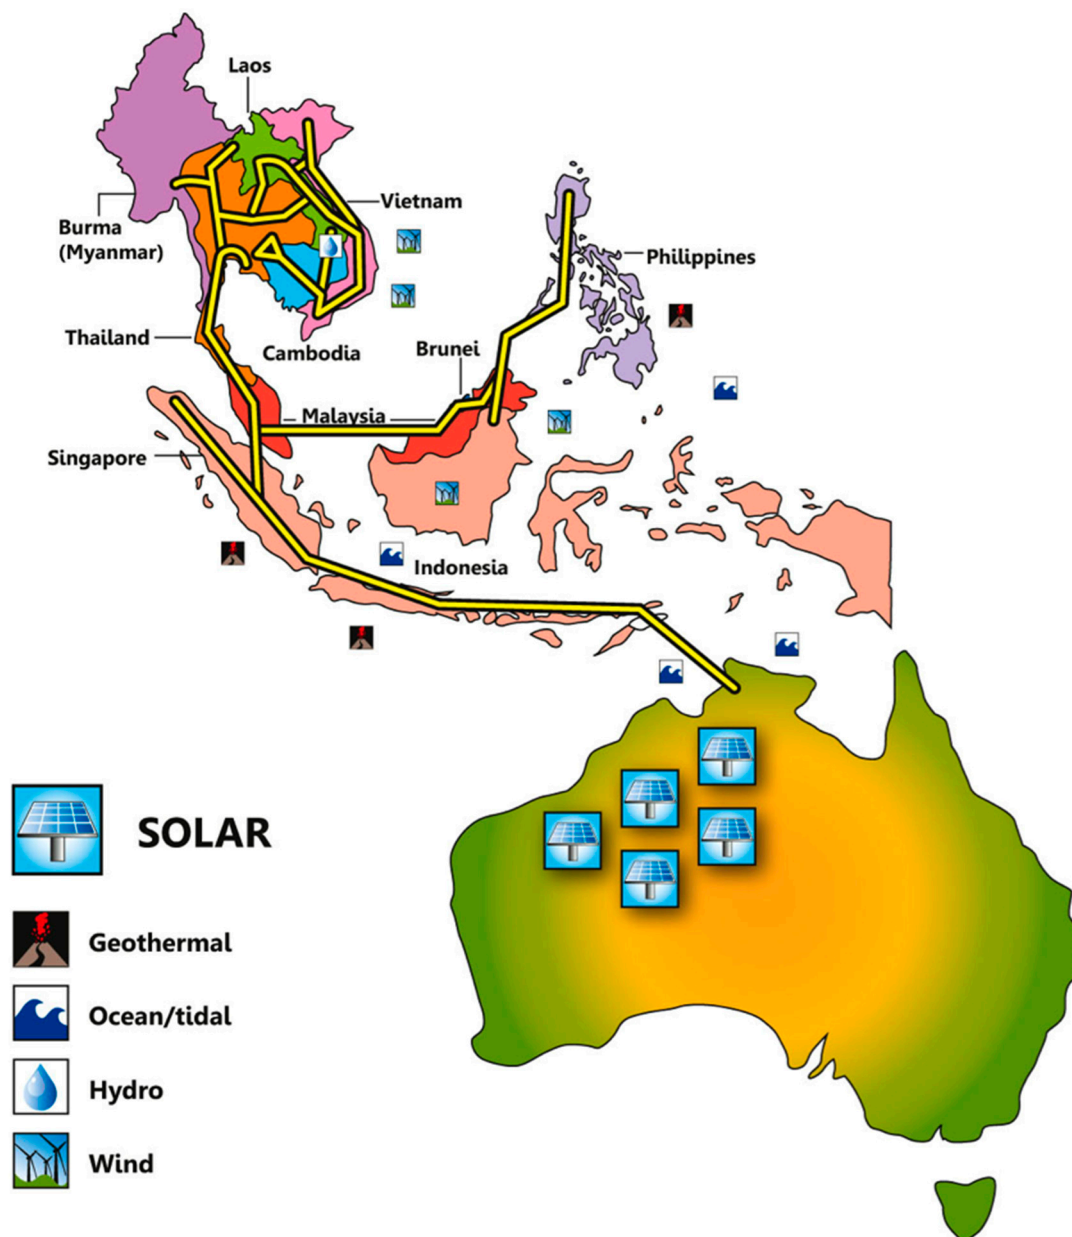 Laos
Vietnam
Burma
(Myanmar)
Philippines
Thailand
Cambodia
Brunei
Malaysia
Singapore
Indonesia
SOLAR
Geothermal
Ocean/tidal
Hydro
Wind